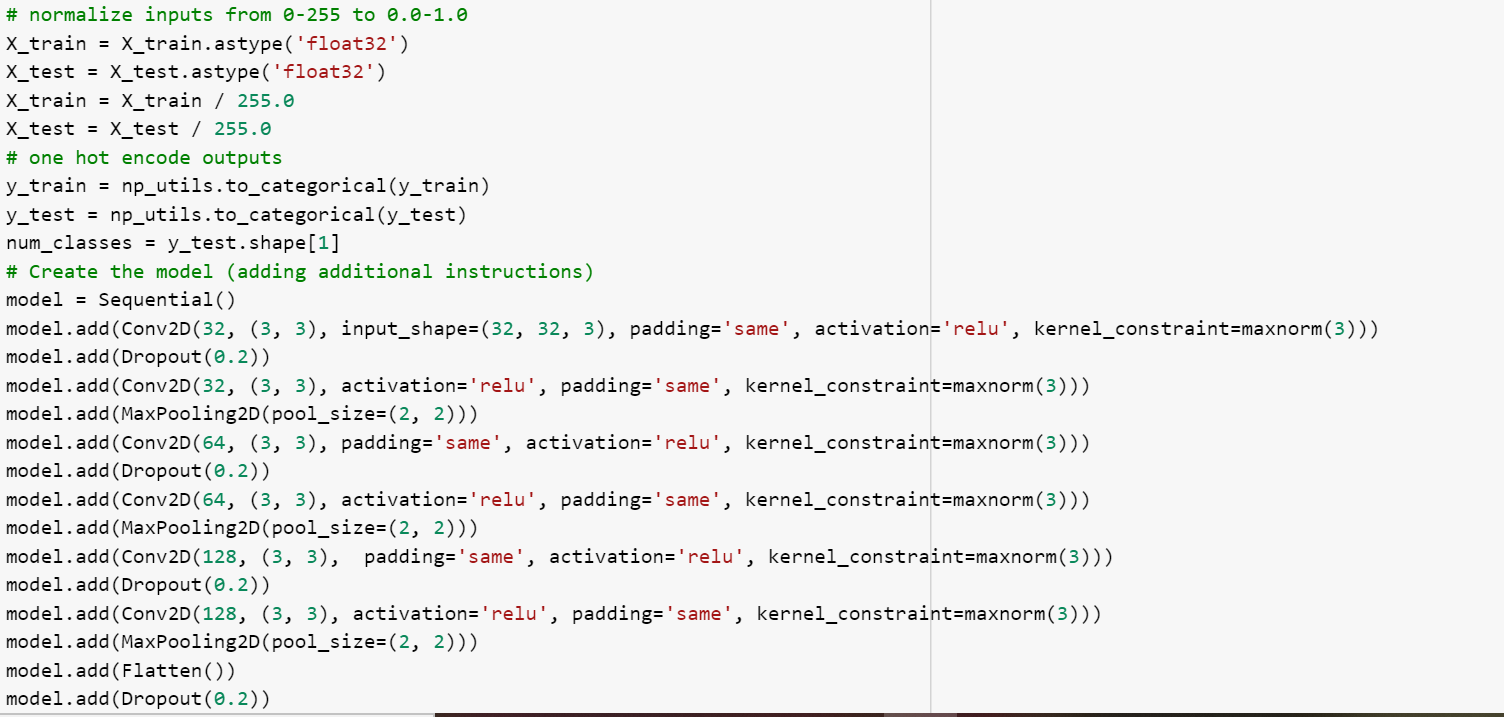 # normalize inputs from 0-255 to 0.0-1.0
X_train = X_train.astype('float32')
X_test = X_test.astype('float32')
X_train = X_train / 255.0
X_test = X_test / 255.0
# one hot encode outputs
y_train = np_utils.to_categorical(y_train)
y_test = np_utils.to_categorical(y_test)
num_classes = y_test.shape[1]
# Create the model (adding additional instructions)
model = Sequential()
model.add(Conv2D(32, (3, 3), input_shape=(32, 32, 3), padding='same', activation='relu', kernel_constraint=maxnorm(3)))
model.add(Dropout(0.2))
model.add(Conv2D(32, (3, 3), activation='relu', padding='same', kernel_constraint=maxnorm(3)))
model.add(MaxPooling2D(pool_size=(2, 2)))
model.add(Conv2D(64, (3, 3), padding='same', activation='relu', kernel_constraint=maxnorm(3)))
model.add(Dropout(0.2))
model.add(Conv2D(64, (3, 3), activation='relu', padding='same', kernel_constraint=maxnorm(3)))
model.add(MaxPooling2D(pool_size=(2, 2)))
model.add(Conv2D(128, (3, 3),  padding='same', activation='relu', kernel_constraint=maxnorm(3)))
model.add(Dropout(0.2))
model.add(Conv2D(128, (3, 3), activation='relu', padding='same', kernel_constraint=maxnorm(3)))
model.add(MaxPooling2D(pool_size=(2, 2)))
model.add(Flatten())
model.add(Dropout(0.2))